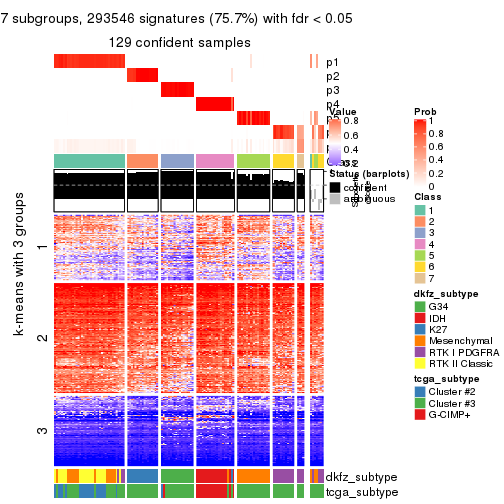 7 subgroups, 293546 signatures (75.7%) with fdr < 0.05
129 confident samples
p1
p2
p3
p4
Value
0.8
0.6
0.4
Status (barplots)
confident
ambiguous
Prob
1
0.8
0.6
0.4
0.2
0
Class
1
2
3
4
5
6
7
dkfz_subtype
G34
IDH
K27
Mesenchymal
RTK I PDGFRA
RTK II Classic
tcga_subtype
Cluster #2
Cluster #3
G-CIMP+
k-means with 3 groups
1
2
3
dkfz_subtype
tcga_subtype